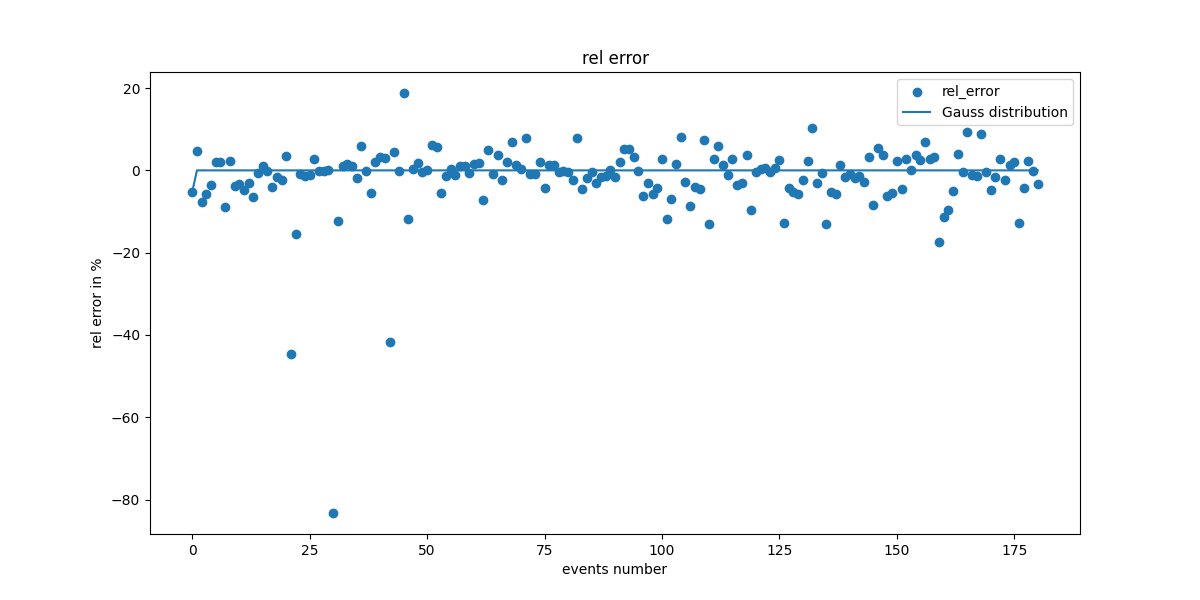 rel error
rel_error
Gauss distribution
20
0
−20
−40
−60
−80
rel error in %
0 25 50 75 100 125 150 175
events number